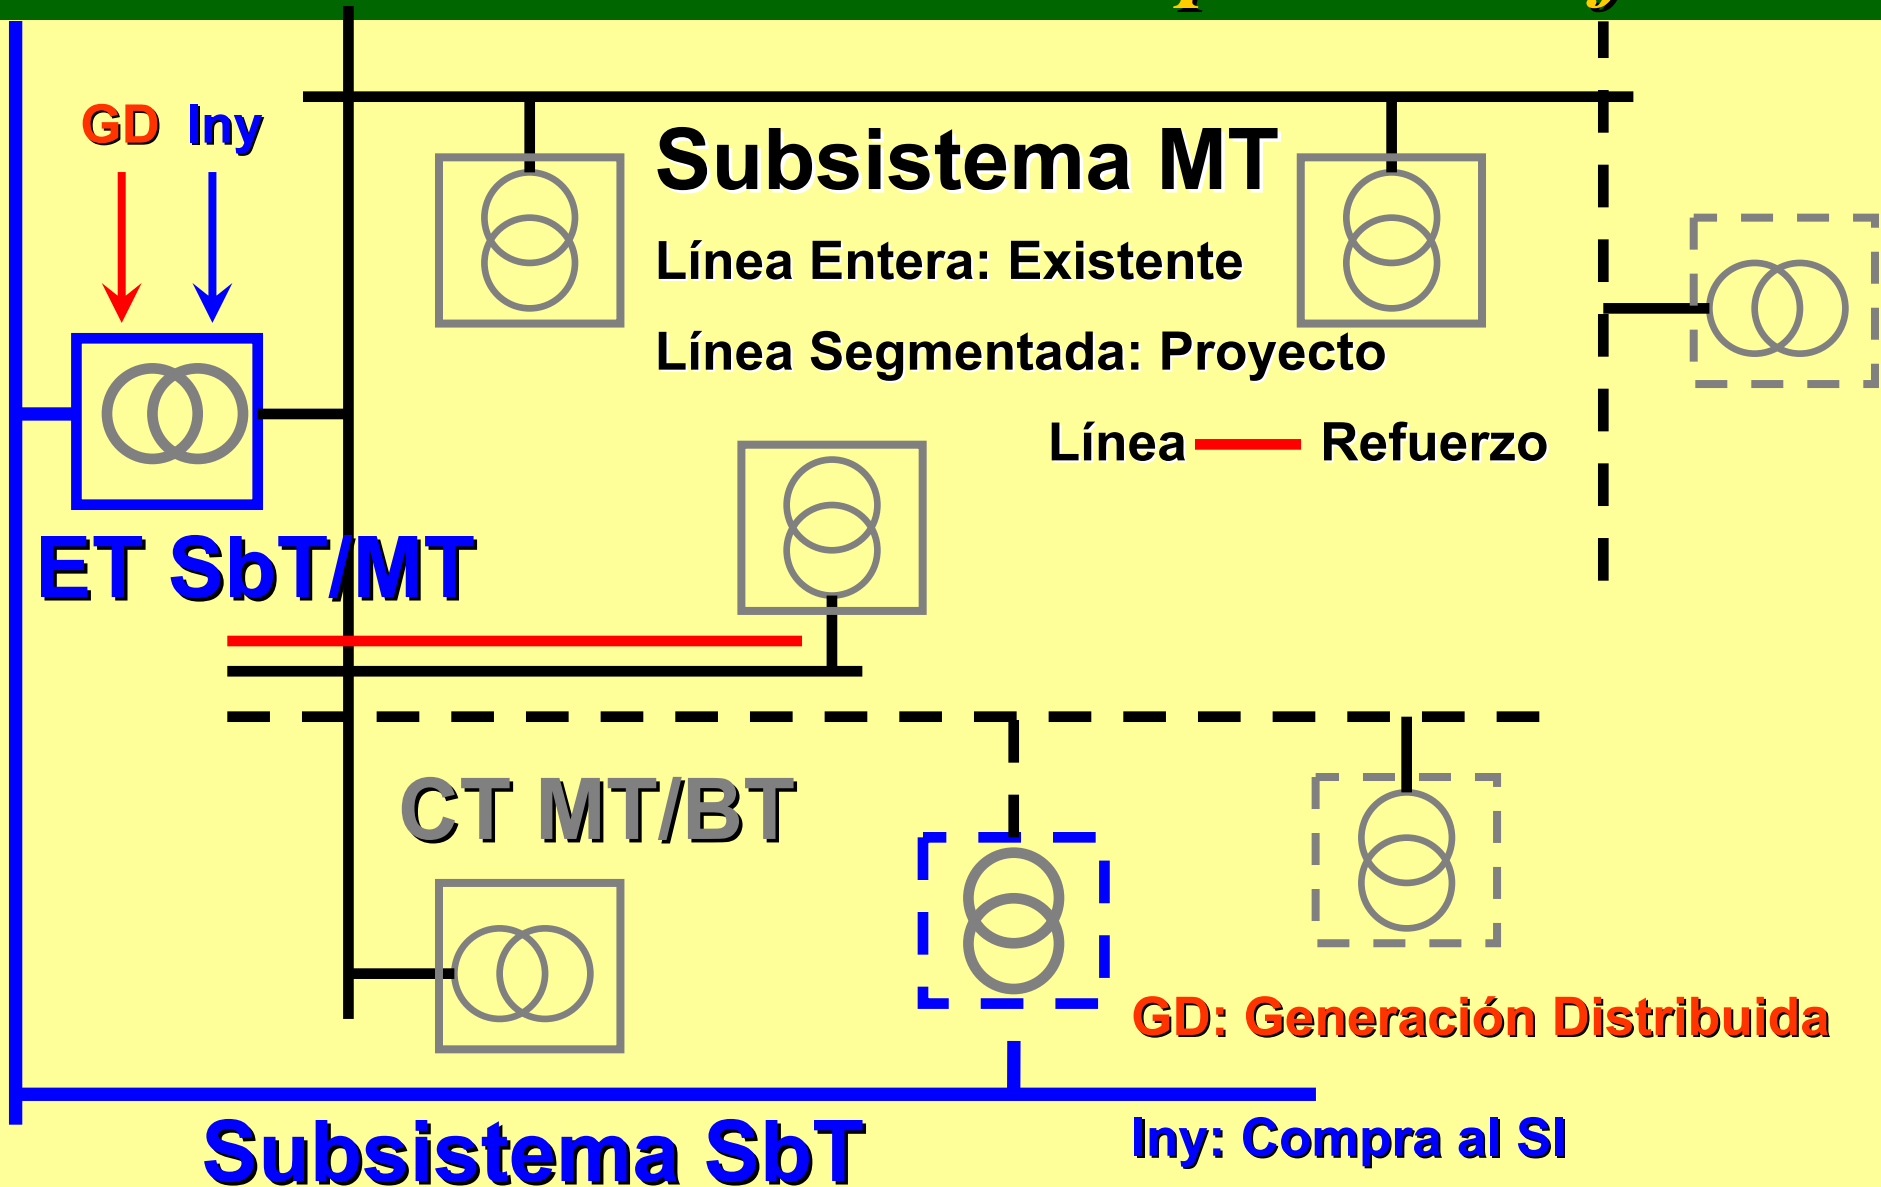 GD Iny
Subsistema MT
Línea Entera: Existente
Línea Segmentada: Proyecto
Línea Refuerzo
ET SbT/MT
CT MT/BT
GD: Generación Distribuida
Iny: Compra al SI
Subsistema SbT